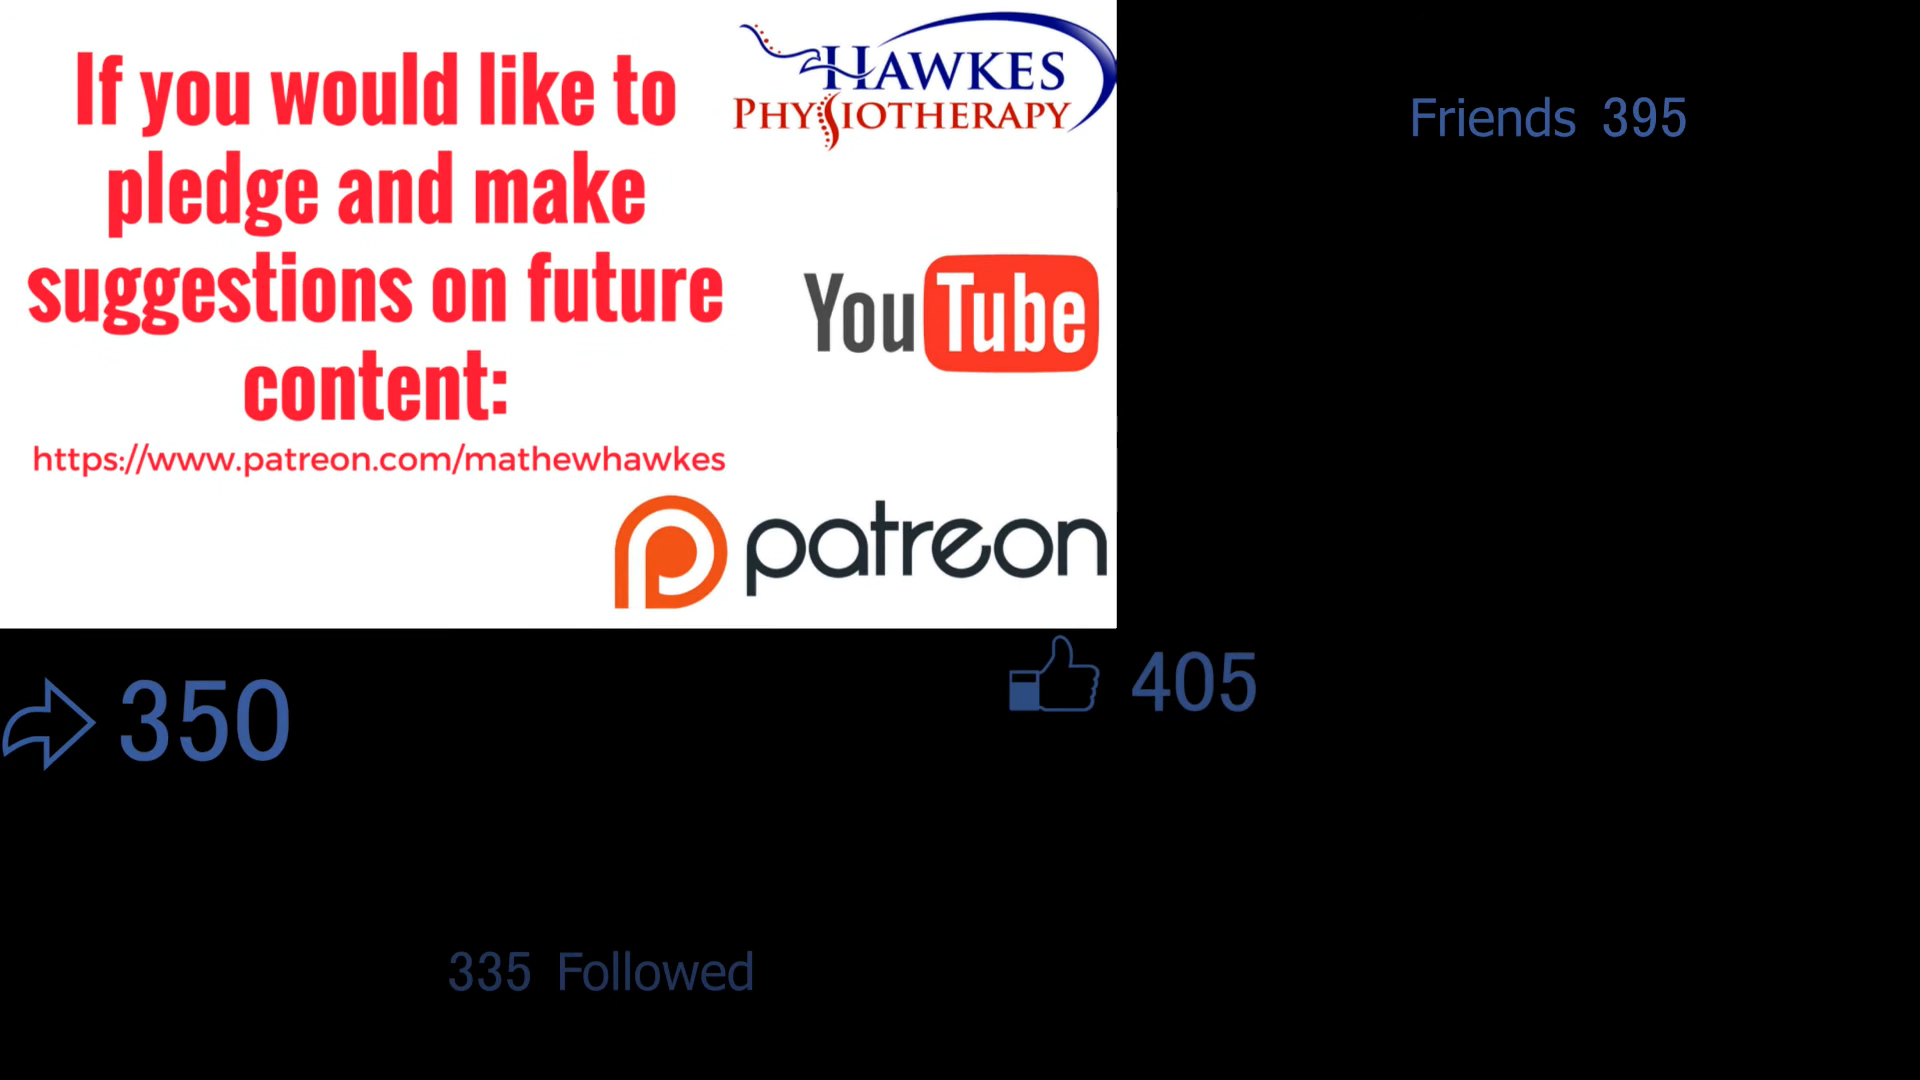 If you would like to
pledge and make
suggestions on future
content:
https://www.patreon.com/mathewhawkes
HAWKES
PHYSIOTHERAPY
YouTube
patreon
Friends 395
350
405
335 Followed